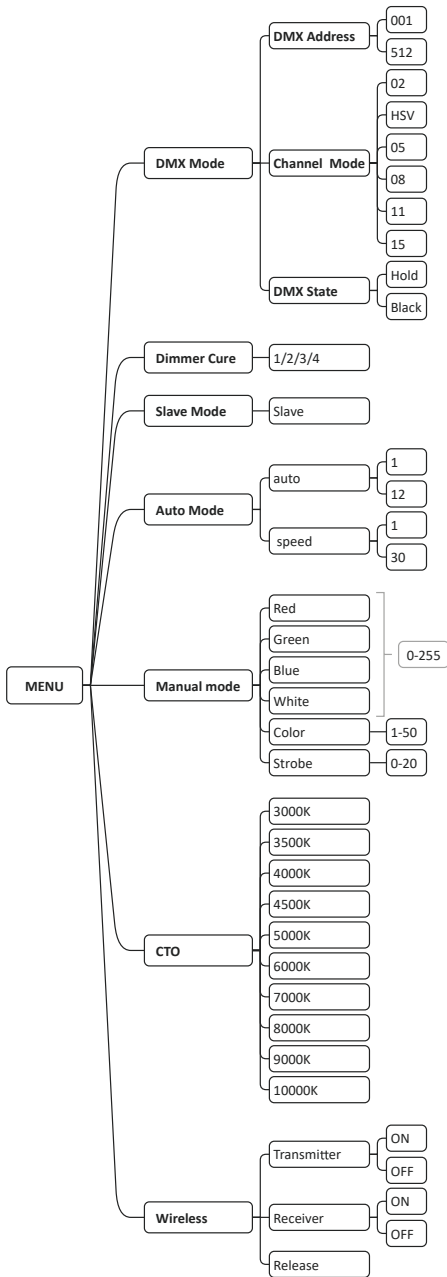 MENU
DMX Mode
DMX Address
001
512
Channel Mode
02
HSV
05
08
11
15
DMX State
Hold
Black
Dimmer Cure
1/2/3/4
Slave Mode
Slave
Auto Mode
auto
1
12
speed
1
30
Manual mode
Red
Green
Blue
White
0-255
Color
1-50
Strobe
0-20
CTO
3000K
3500K
4000K
4500K
5000K
6000K
7000K
8000K
9000K
10000K
Wireless
Transmitter
ON
OFF
Receiver
ON
OFF
Release